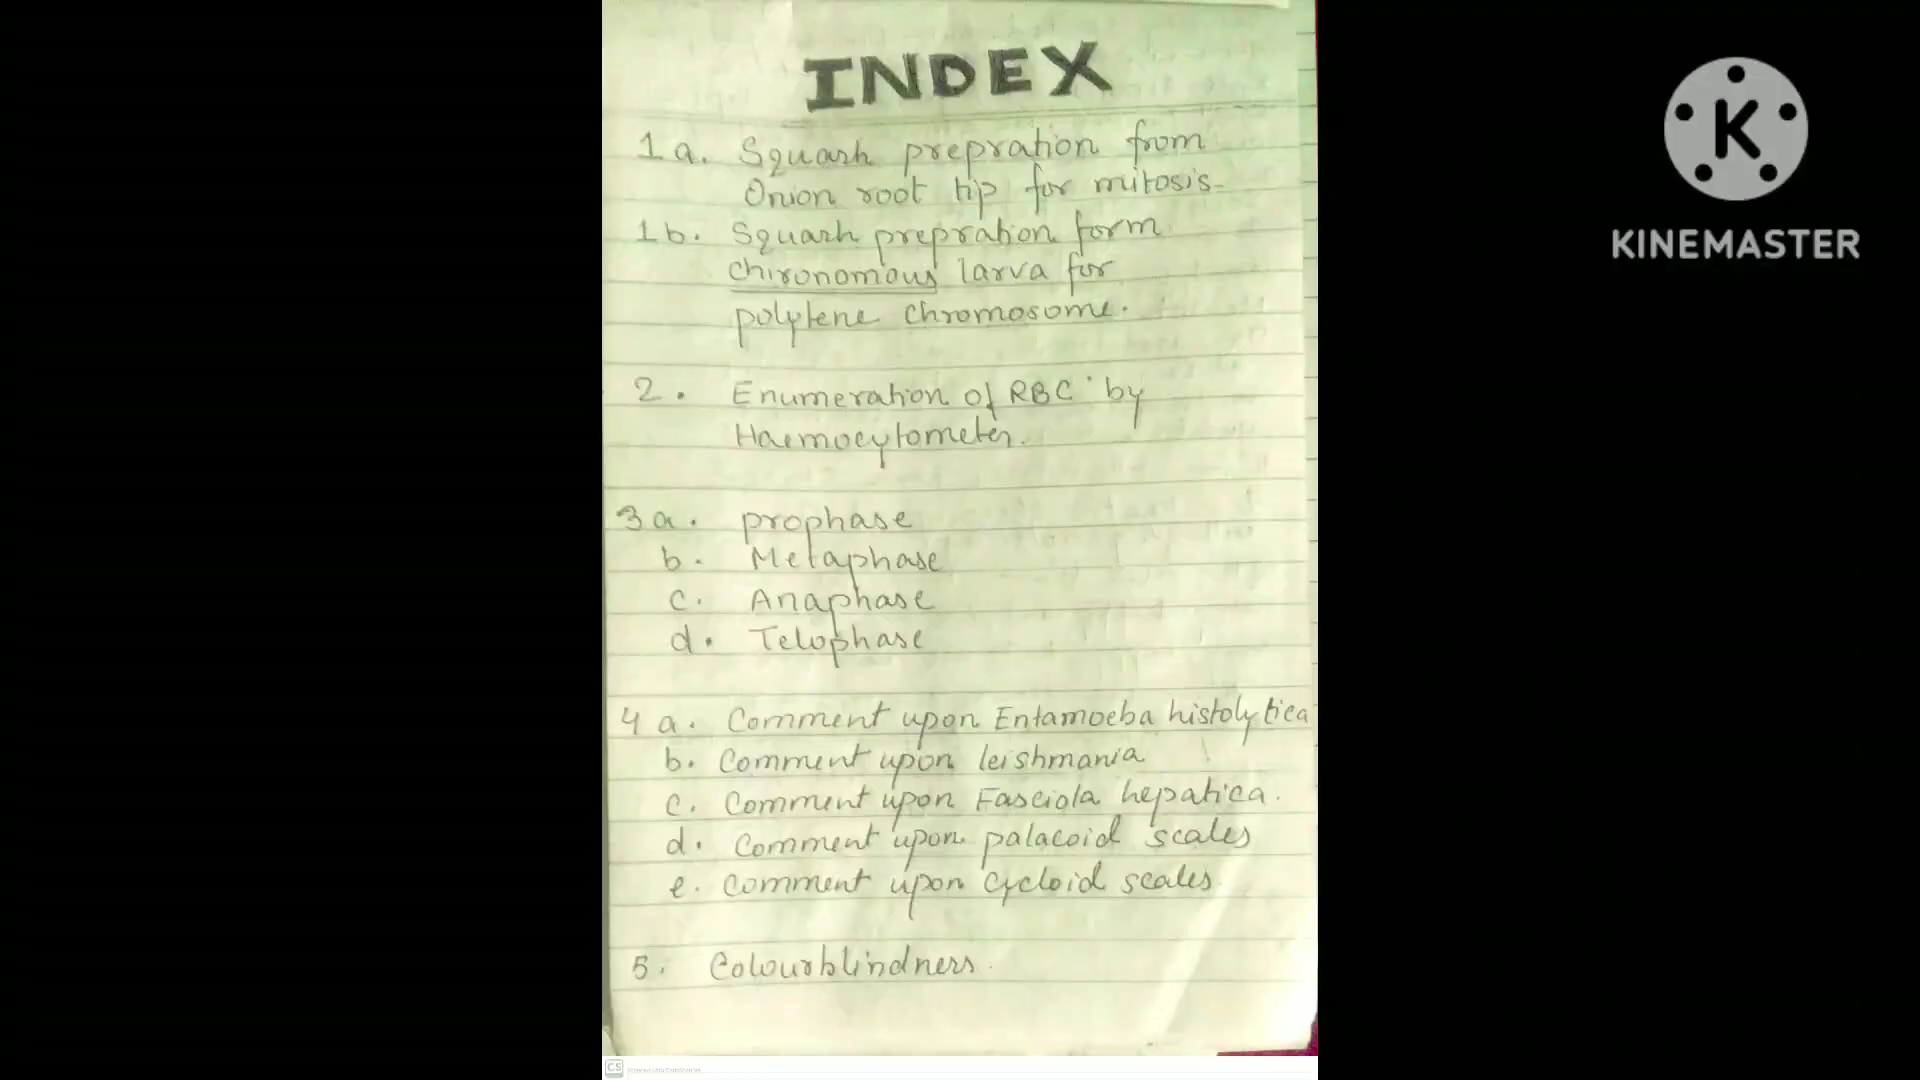 INDEX
1a. Squash prepration from
Onion root tip for mitosis-
1b. Squash prepration form
chironomous larva for
polytene chromosome.
2. Enumeration of RBC by
Haemocytometer.
3a. prophase
b. Metaphase
c. Anaphase
d. Telophase
4 a. Comment upon Entamoeba histolytica
b. Comment upon leishmania
c. Comment upon Fasciola hepatica.
d. Comment upon palacoid scales
e. Comment upon Cycloid scales
5. Colourblindness.
K
KINEMASTER
CS